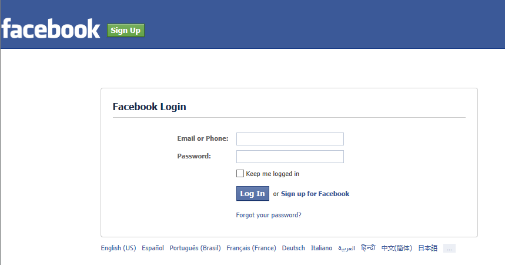 facebook Sign Up
Facebook Login
Email or Phone:
Password:
Keep me logged in
Log In or Sign up for Facebook
Forgot your password?
English (US) Español Português (Brasil) Français (France) Deutsch Italiano العربية हिन्दी 中文(简体) 日本語 ...